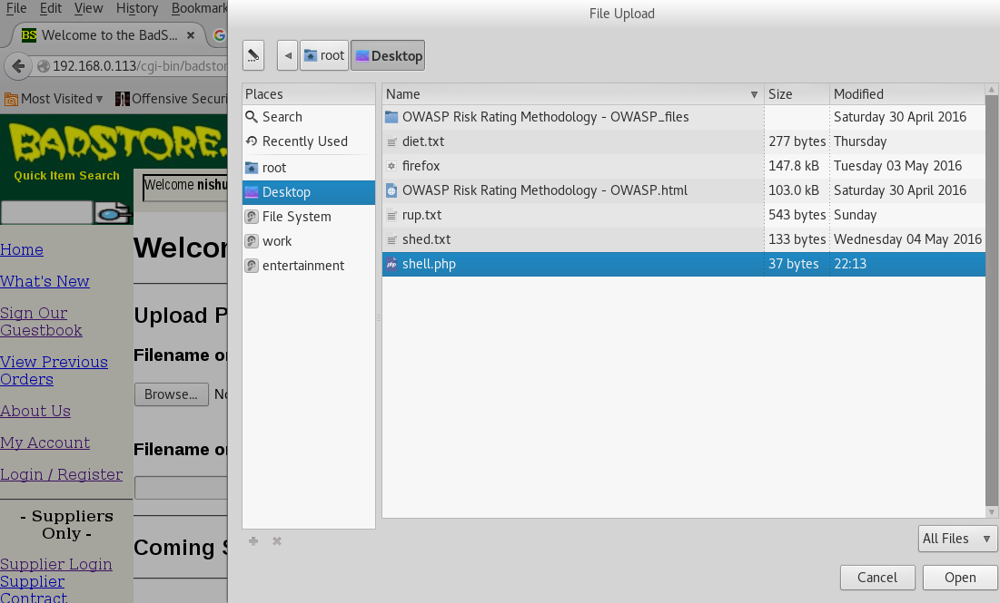 File Edit View History Bookmark
File Upload
BS Welcome to the BadS... ×
192.168.0.113/cgi-bin/badstor
root Desktop
Most Visited Offensive Securi
BADSTORE.
Quick Item Search
Welcome nishu
Home
What's New
Sign Our
Guestbook
View Previous
Orders
About Us
My Account
Login / Register
- Suppliers
Only -
Supplier Login
Supplier
Contract
Welcor
Upload P
Filename o
Browse... No
Filename o
Coming S
Places
Search
Recently Used
root
Desktop
File System
work
entertainment
Name Size Modified
OWASP Risk Rating Methodology - OWASP_files Saturday 30 April 2016
diet.txt 277 bytes Thursday
firefox 147.8 kB Tuesday 03 May 2016
OWASP Risk Rating Methodology - OWASP.html 103.0 kB Saturday 30 April 2016
rup.txt 543 bytes Sunday
shed.txt 133 bytes Wednesday 04 May 2016
php shell.php 37 bytes 22:13
All Files
Cancel Open